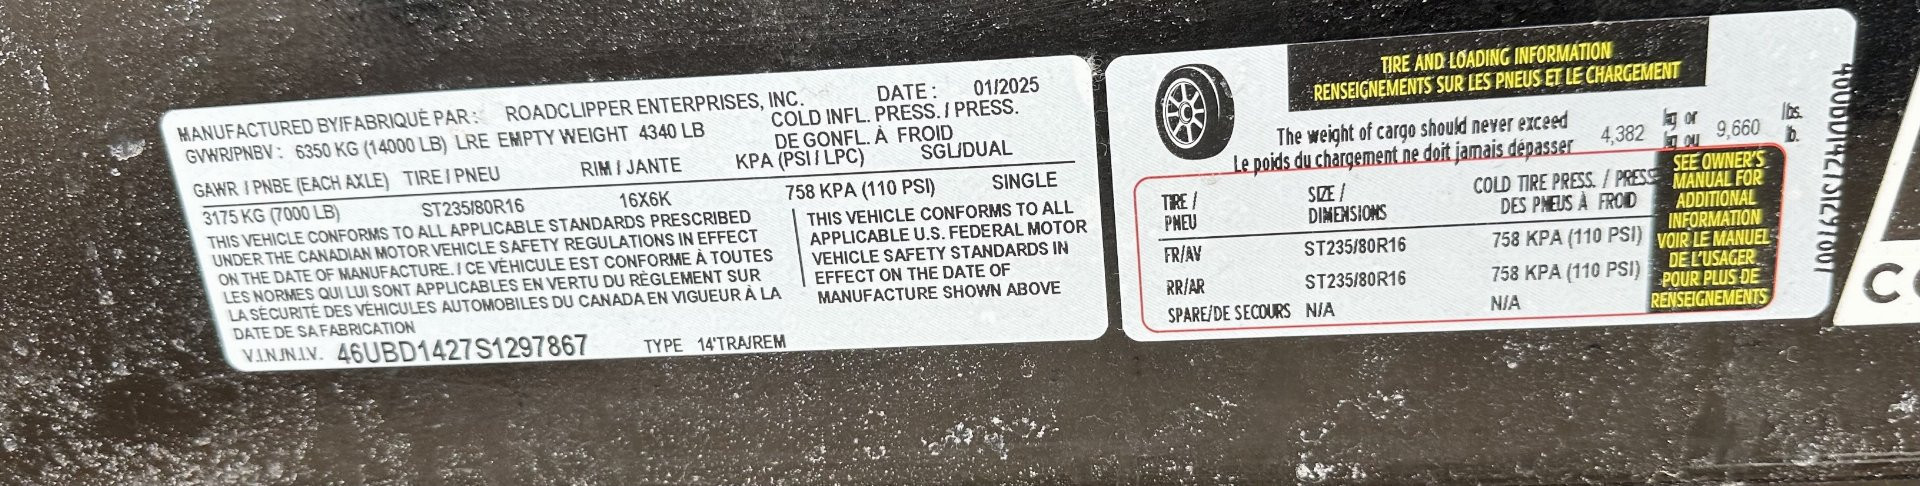 MANUFACTURED BY/FABRIQUÉ PAR: ROADCLIPPER ENTERPRISES, INC. DATE: 01/2025
GVWR/PNBV: 6350 KG (14000 LB) LRE EMPTY WEIGHT 4340 LB COLD INFL. PRESS. / PRESS.
DE GONFL. À FROID
GAWR / PNBE (EACH AXLE) TIRE / PNEU RIM / JANTE KPA (PSI / LPC) SGL/DUAL
3175 KG (7000 LB) ST235/80R16 16X6K 758 KPA (110 PSI) SINGLE
THIS VEHICLE CONFORMS TO ALL APPLICABLE STANDARDS PRESCRIBED
UNDER THE CANADIAN MOTOR VEHICLE SAFETY REGULATIONS IN EFFECT
ON THE DATE OF MANUFACTURE. / CE VÉHICULE EST CONFORME À TOUTES
LES NORMES QUI LUI SONT APPLICABLES EN VERTU DU RÈGLEMENT SUR
LA SÉCURITÉ DES VÉHICULES AUTOMOBILES DU CANADA EN VIGUEUR À LA
DATE DE SA FABRICATION
THIS VEHICLE CONFORMS TO ALL
APPLICABLE U.S. FEDERAL MOTOR
VEHICLE SAFETY STANDARDS IN
EFFECT ON THE DATE OF
MANUFACTURE SHOWN ABOVE
V.I.N./N.I.V. 46UBD1427S1297867 TYPE 14'TRA/REM
TIRE AND LOADING INFORMATION
RENSEIGNEMENTS SUR LES PNEUS ET LE CHARGEMENT
The weight of cargo should never exceed
Le poids du chargement ne doit jamais dépasser
4,382 kg or
kg ou 9,660 lbs.
lb.
TIRE /
PNEU
SIZE /
DIMENSIONS
COLD TIRE PRESS. / PRESS
DES PNEUS À FROID
FR/AV ST235/80R16 758 KPA (110 PSI)
RR/AR ST235/80R16 758 KPA (110 PSI)
SPARE/DE SECOURS N/A N/A
SEE OWNER'S
MANUAL FOR
ADDITIONAL
INFORMATION
VOIR LE MANUEL
DE L'USAGER
POUR PLUS DE
RENSEIGNEMENTS